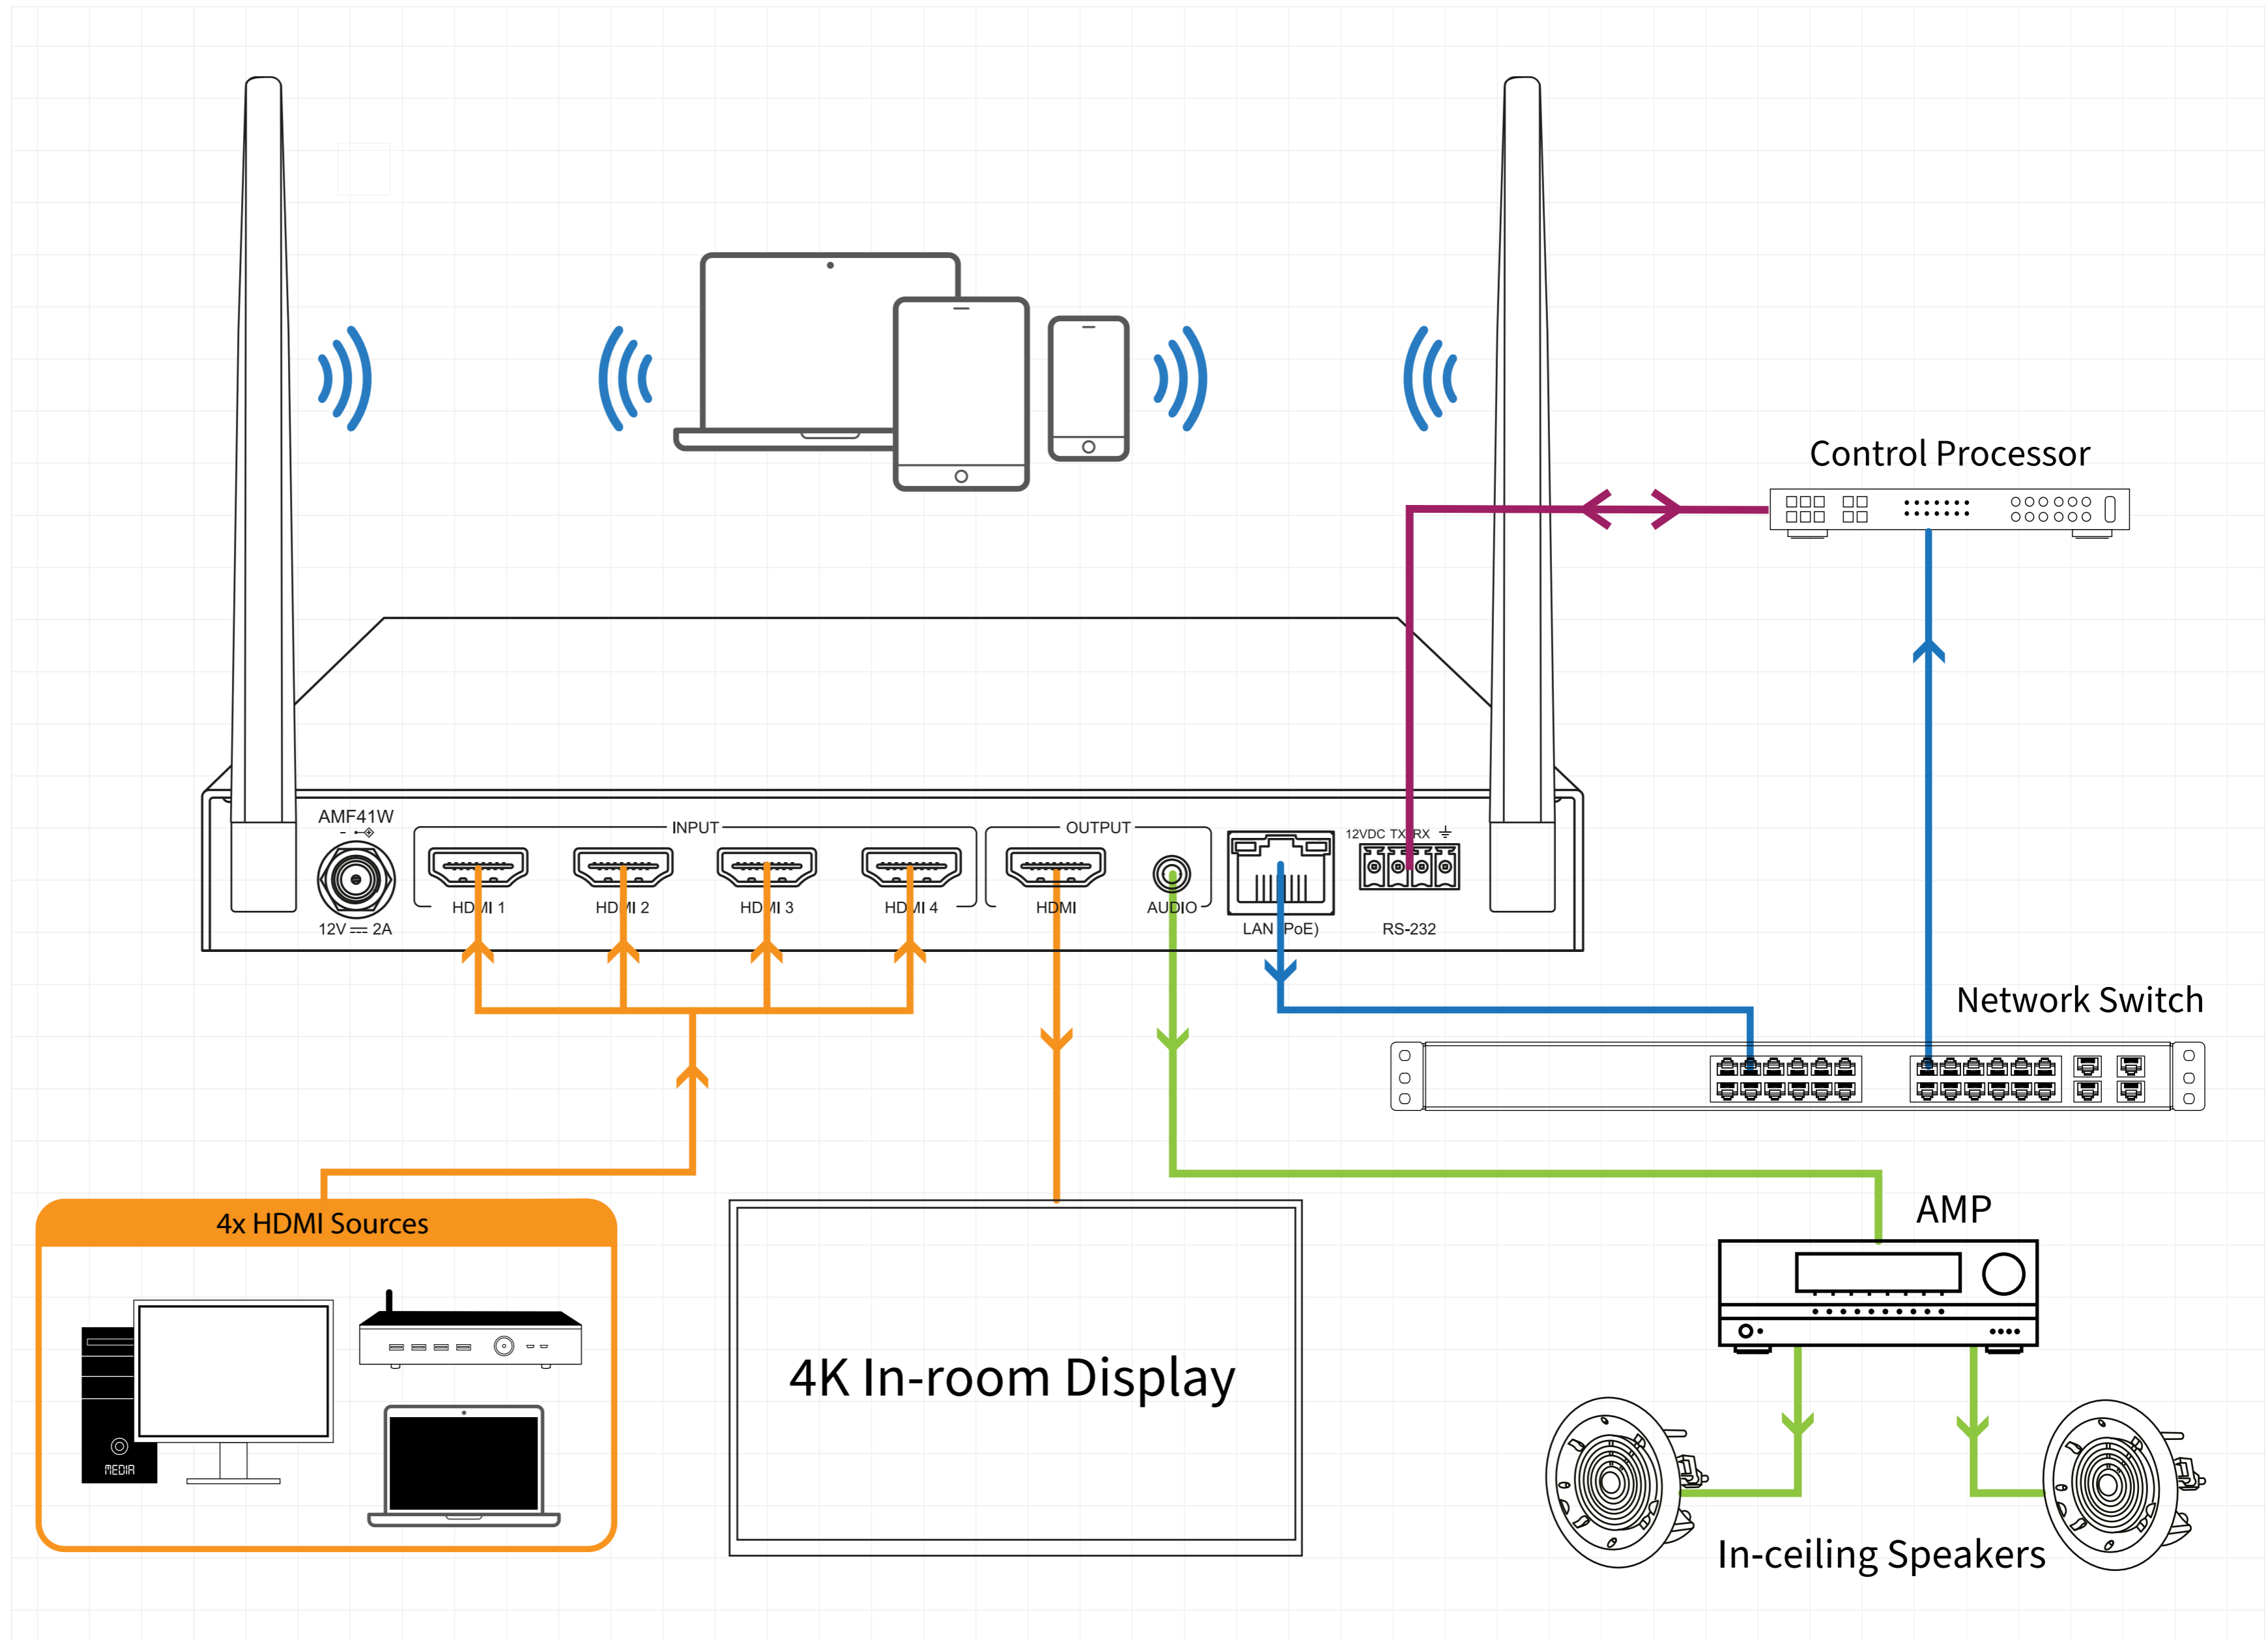 Control Processor
AMF41W
INPUT
OUTPUT
12VDC TX RX
HDMI 1
HDMI 2
HDMI 3
HDMI 4
HDMI
AUDIO
12V 2A
LAN (PoE)
RS-232
Network Switch
4x HDMI Sources
AMP
4K In-room Display
MEDIA
In-ceiling Speakers